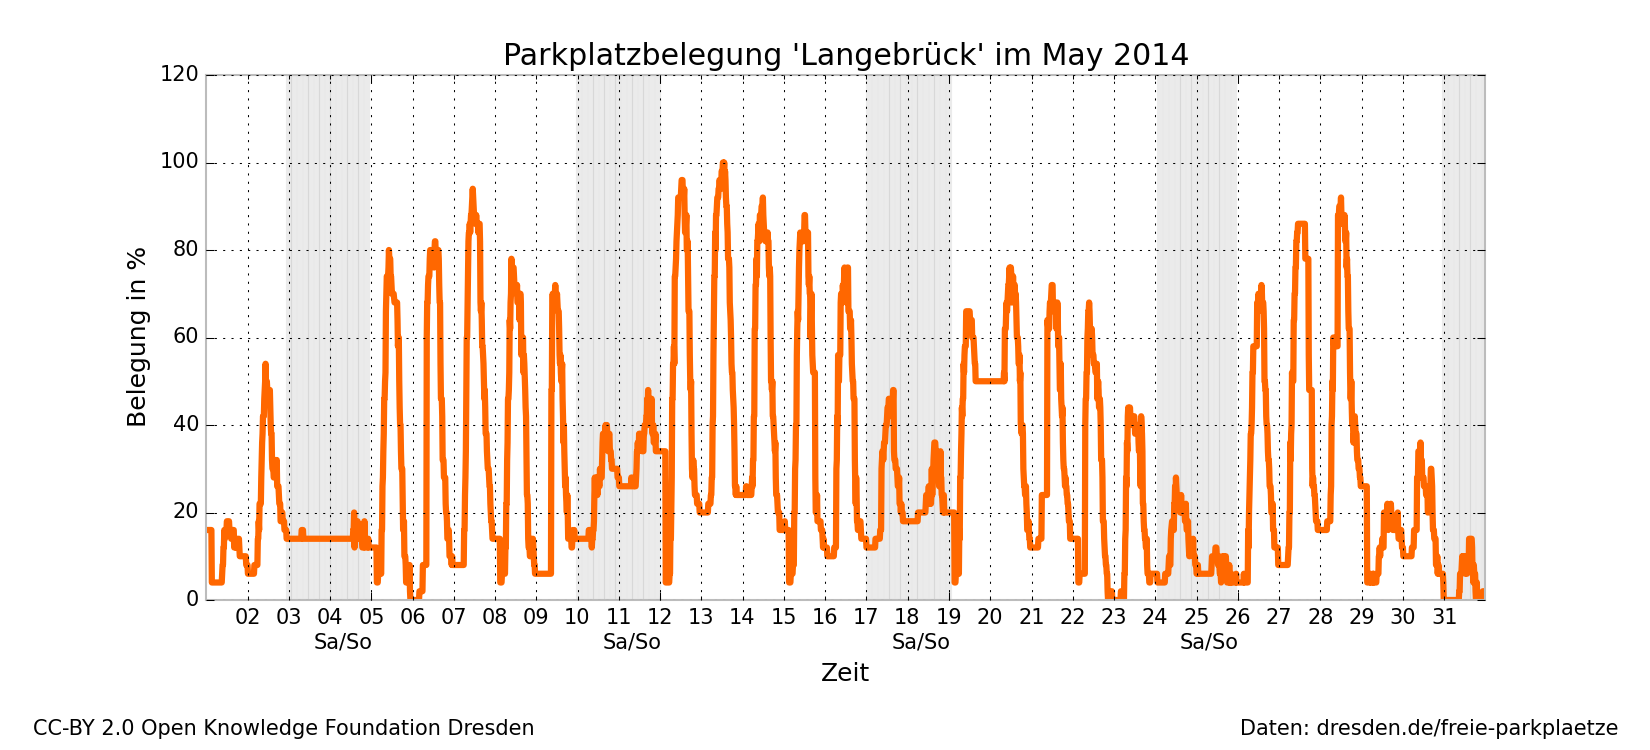 Parkplatzbelegung 'Langebrück' im May 2014
120
100
80
60
40
20
0
Belegung in %
02 03 04 05 06 07 08 09 10 11 12 13 14 15 16 17 18 19 20 21 22 23 24 25 26 27 28 29 30 31
Sa/So Sa/So Sa/So Sa/So
Zeit
CC-BY 2.0 Open Knowledge Foundation Dresden
Daten: dresden.de/freie-parkplaetze